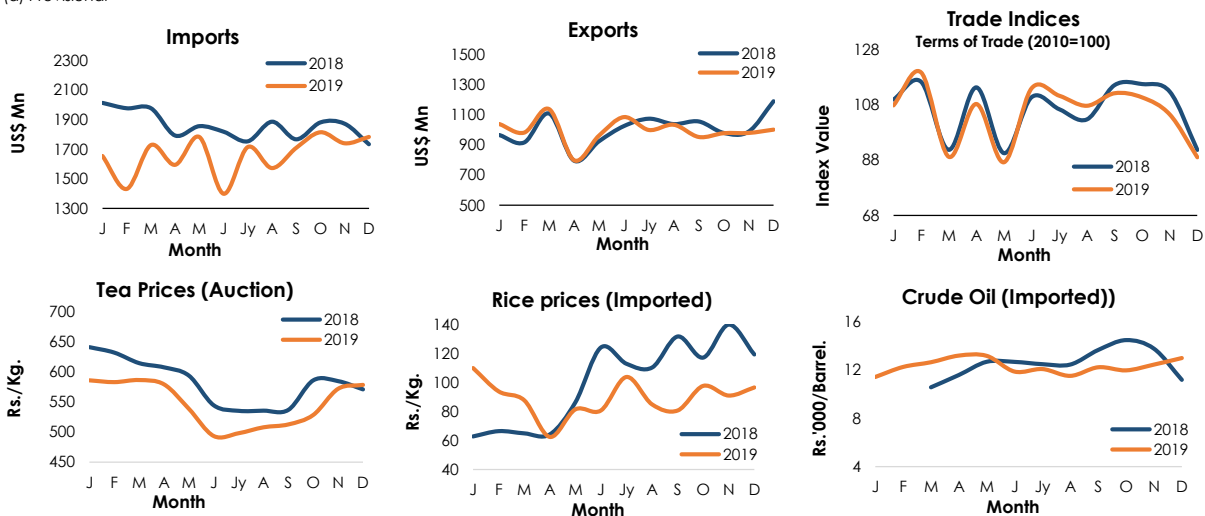 Imports
2300
2100
1900
1700
1500
1300
US$ Mn
2018
2019
J F M A M J Jy A S O N D
Month
Exports
1500
1300
1100
900
700
500
US$ Mn
2018
2019
J F M A M J Jy A S O N D
Month
Trade Indices
Terms of Trade (2010=100)
128
108
88
68
Index Value
2018
2019
J F M A M J Jy A S O N D
Month
Tea Prices (Auction)
700
650
600
550
500
450
Rs./Kg.
2018
2019
J F M A M J Jy A S O N D
Month
Rice prices (Imported)
140
120
100
80
60
40
Rs./Kg.
2018
2019
J F M A M J Jy A S O N D
Month
Crude Oil (Imported))
16
12
8
4
Rs.'000/Barrel.
2018
2019
J F M A M J Jy A S O N D
Month